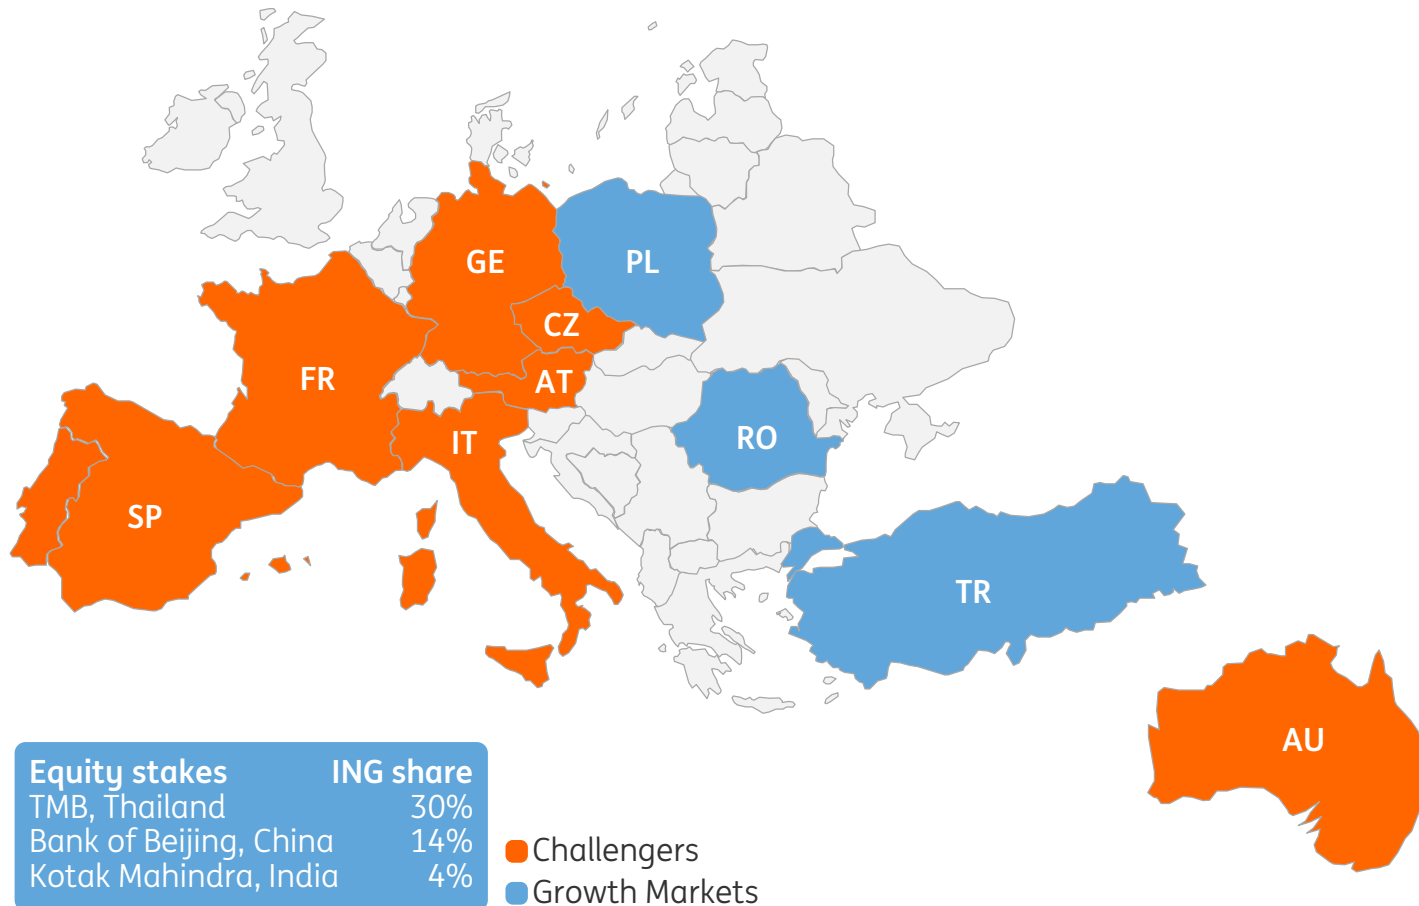 GE
PL
CZ
FR
AT
IT
RO
SP
TR
AU
Equity stakes ING share
TMB, Thailand 30%
Bank of Beijing, China 14%
Kotak Mahindra, India 4%
Challengers
Growth Markets